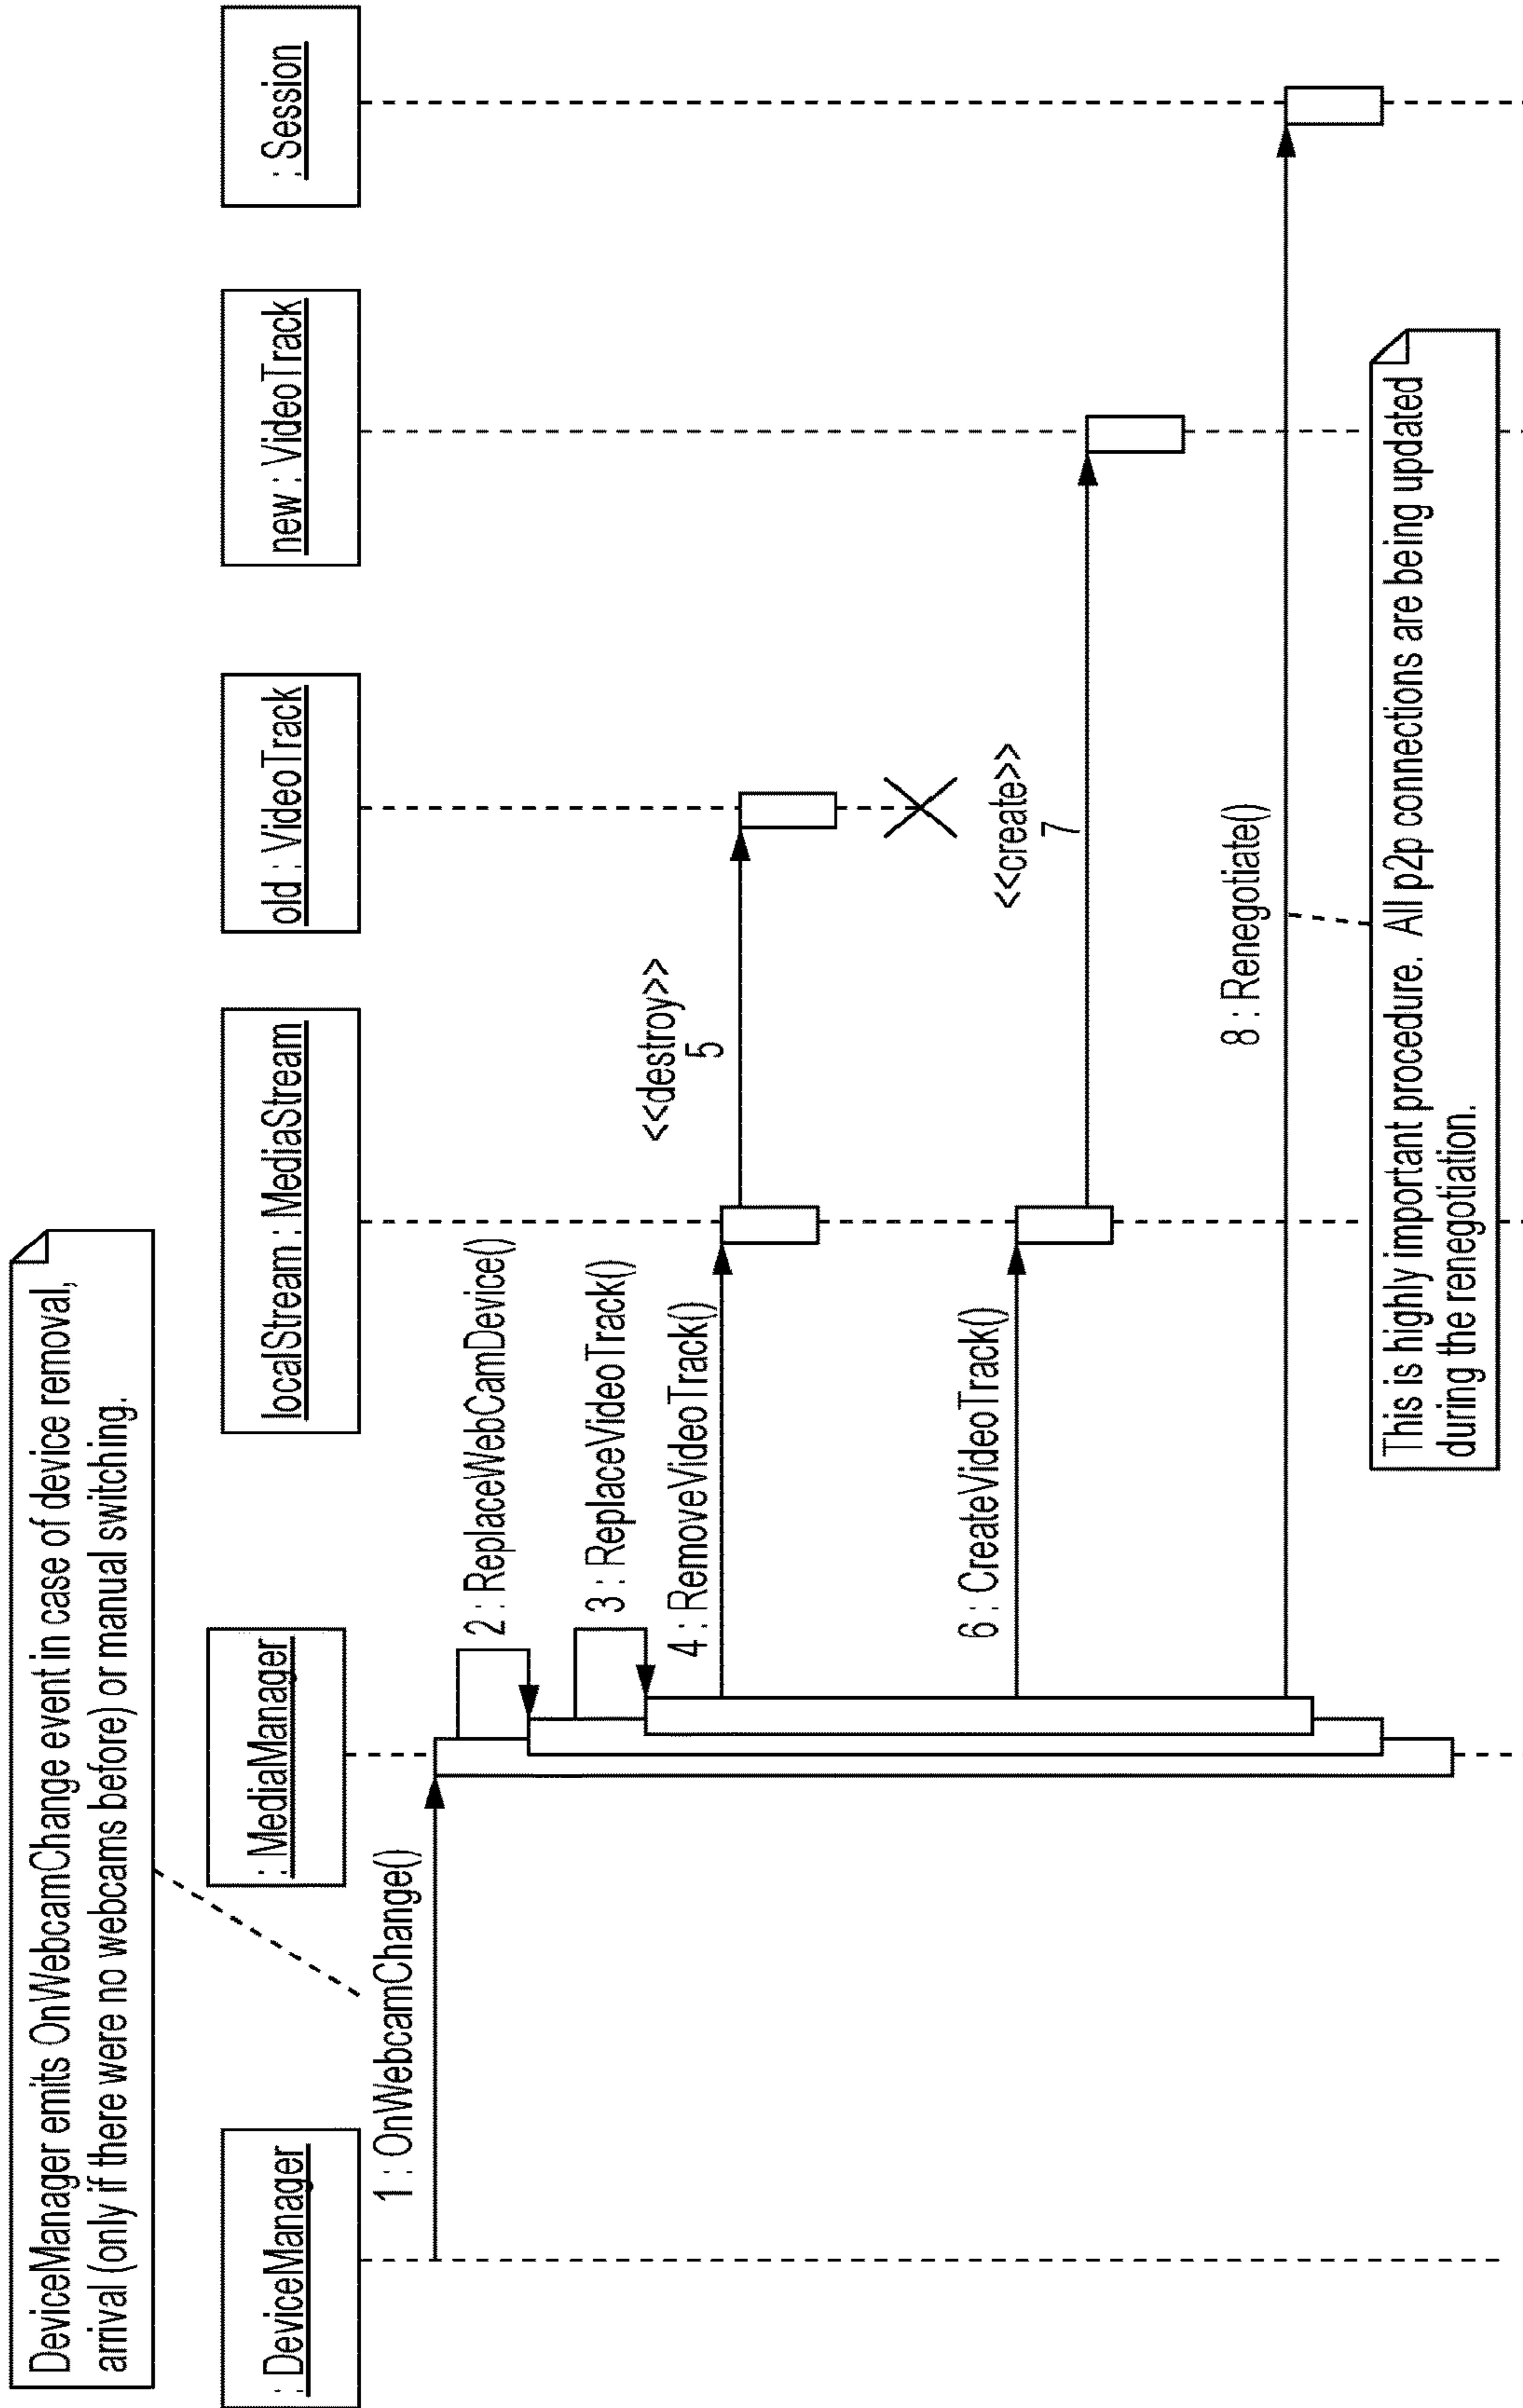 DeviceManager emits OnWebcamChange event in case of device removal,
arrival (only if there were no webcams before) or manual switching.
: DeviceManager
: MediaManager
localStream : MediaStream
old : VideoTrack
new : VideoTrack
: Session
1 : OnWebcamChange()
2 : ReplaceWebCamDevice()
3 : ReplaceVideoTrack()
4 : RemoveVideoTrack()
<<destroy>>
5
6 : CreateVideoTrack()
<<create>>
7
8 : Renegotiate()
This is highly important procedure. All p2p connections are being updated
during the renegotiation.